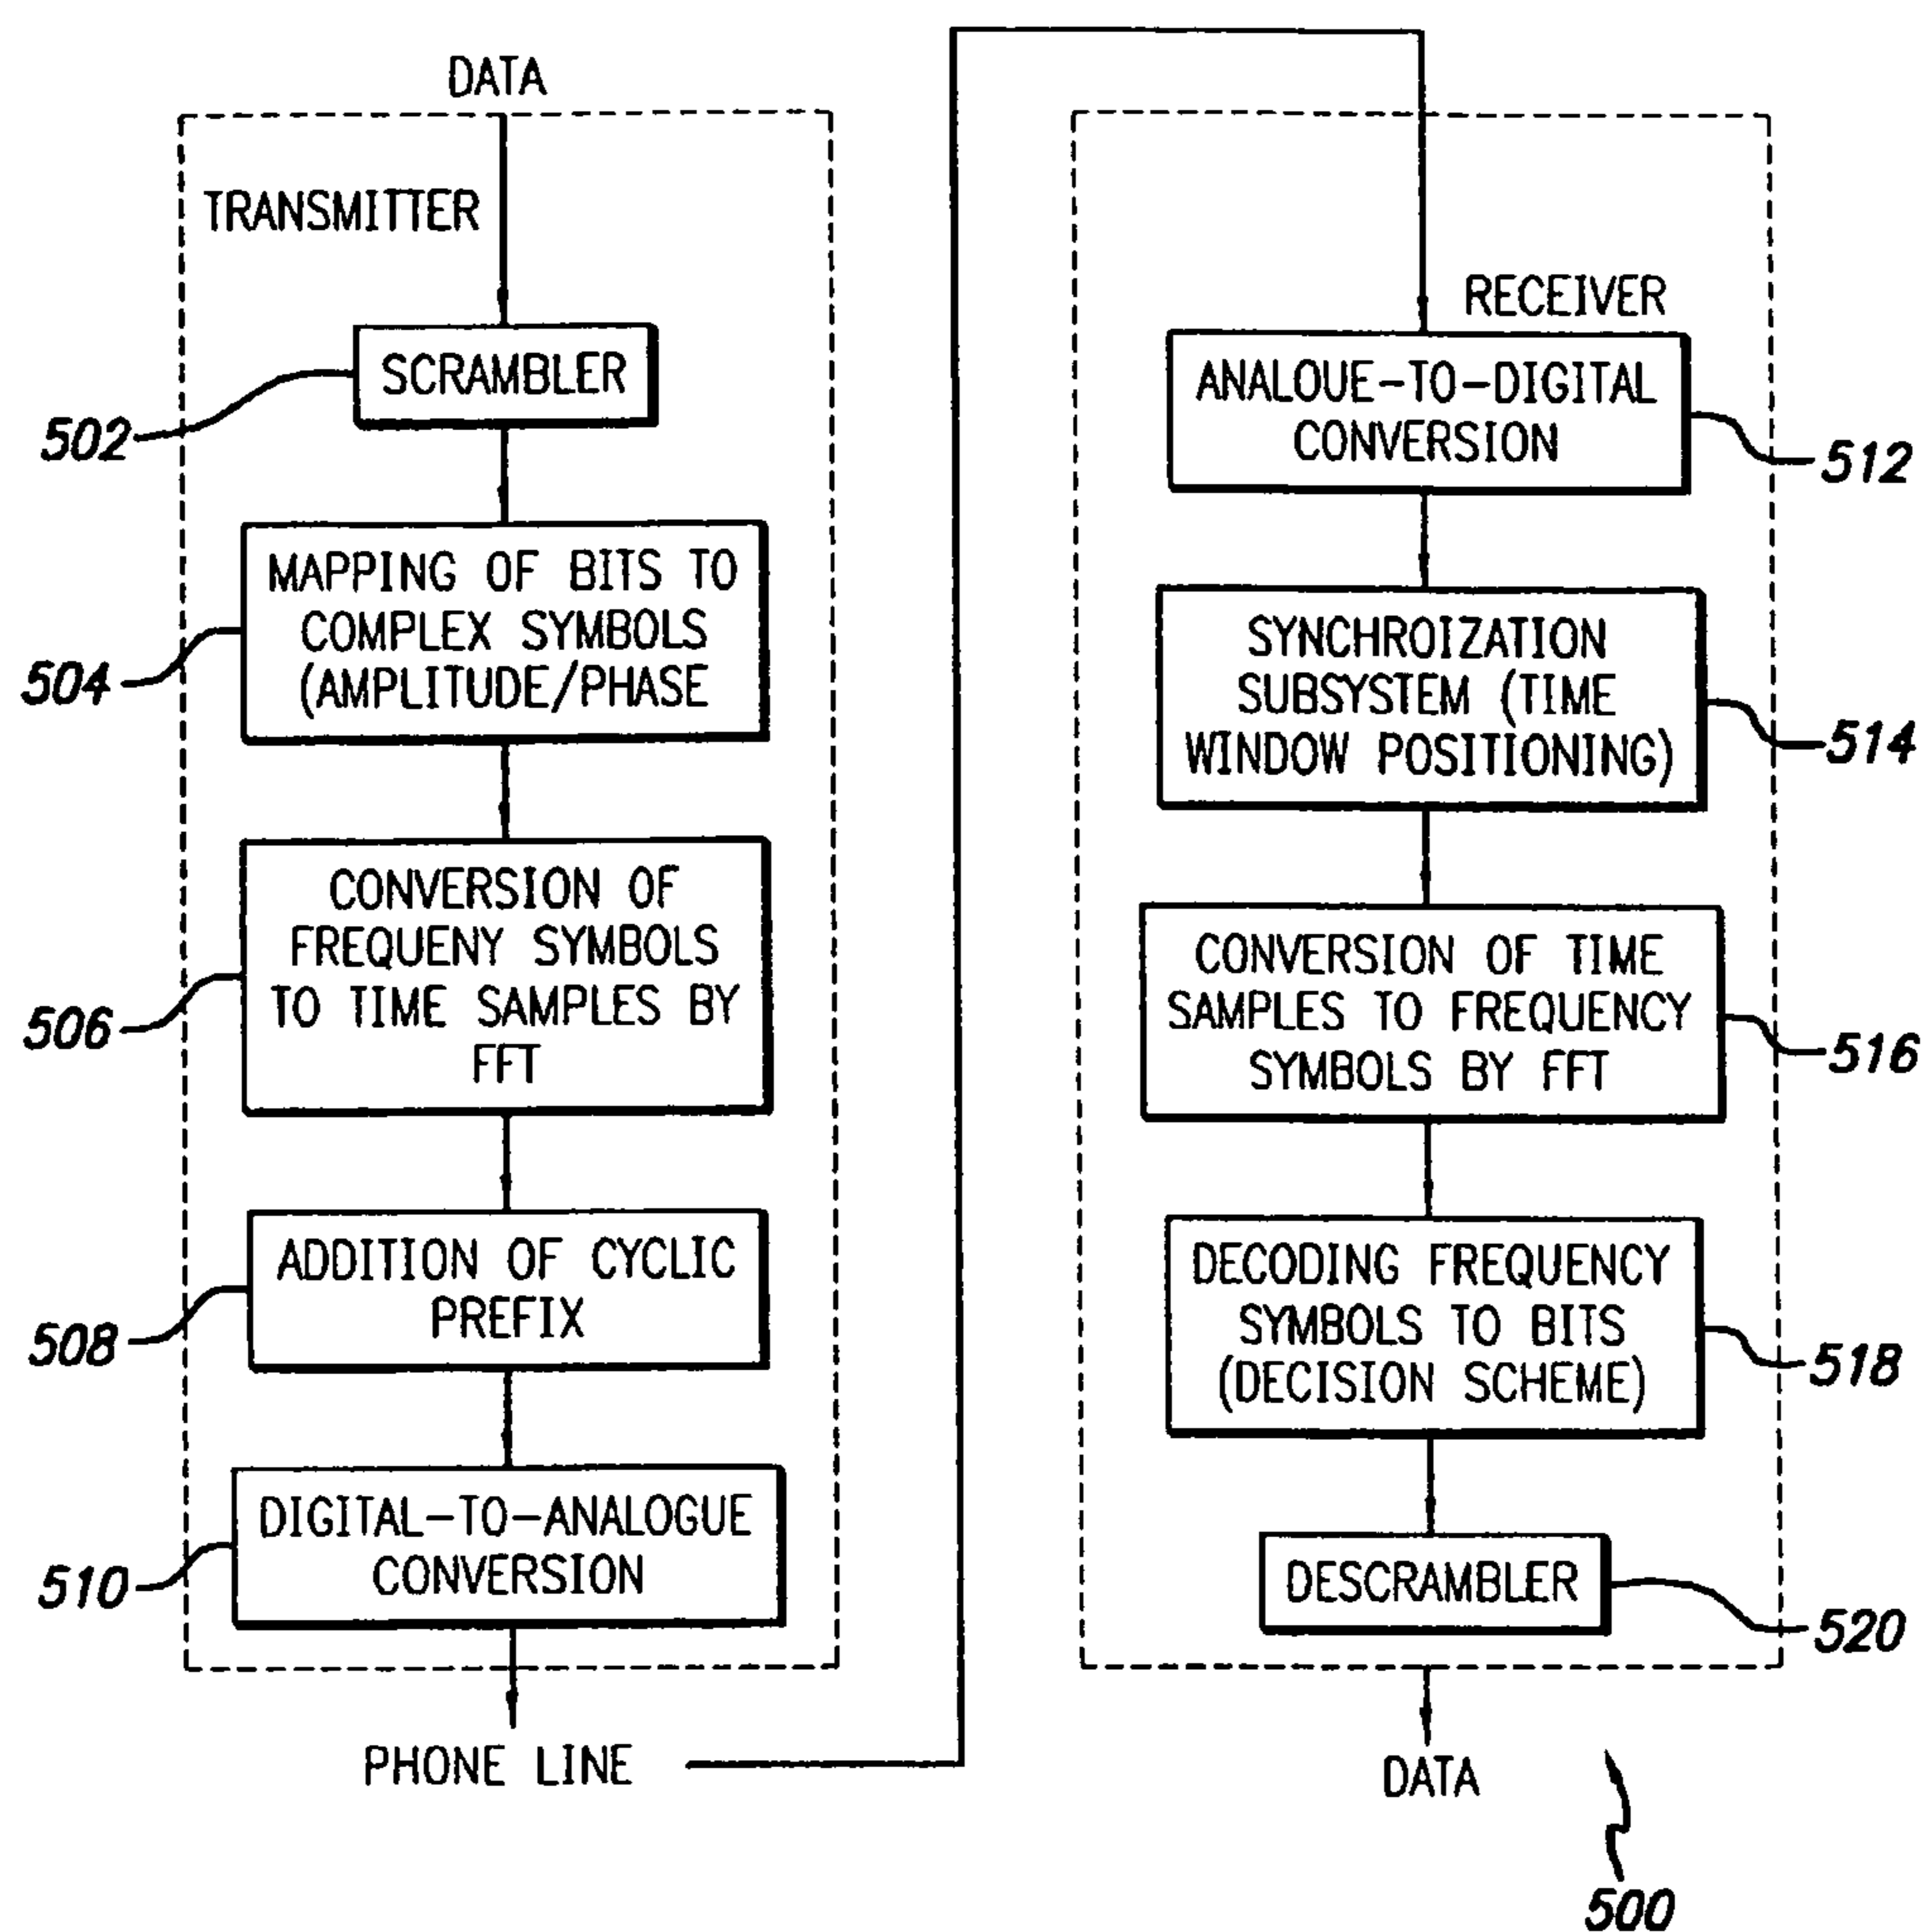 DATA
TRANSMITTER
SCRAMBLER
502
MAPPING OF BITS TO
COMPLEX SYMBOLS
(AMPLITUDE/PHASE
504
CONVERSION OF
FREQUENY SYMBOLS
TO TIME SAMPLES BY
FFT
506
ADDITION OF CYCLIC
PREFIX
508
DIGITAL-TO-ANALOGUE
CONVERSION
510
PHONE LINE
RECEIVER
ANALOUE-TO-DIGITAL
CONVERSION
512
SYNCHROIZATION
SUBSYSTEM (TIME
WINDOW POSITIONING)
514
CONVERSION OF TIME
SAMPLES TO FREQUENCY
SYMBOLS BY FFT
516
DECODING FREQUENCY
SYMBOLS TO BITS
(DECISION SCHEME)
518
DESCRAMBLER
520
DATA
500